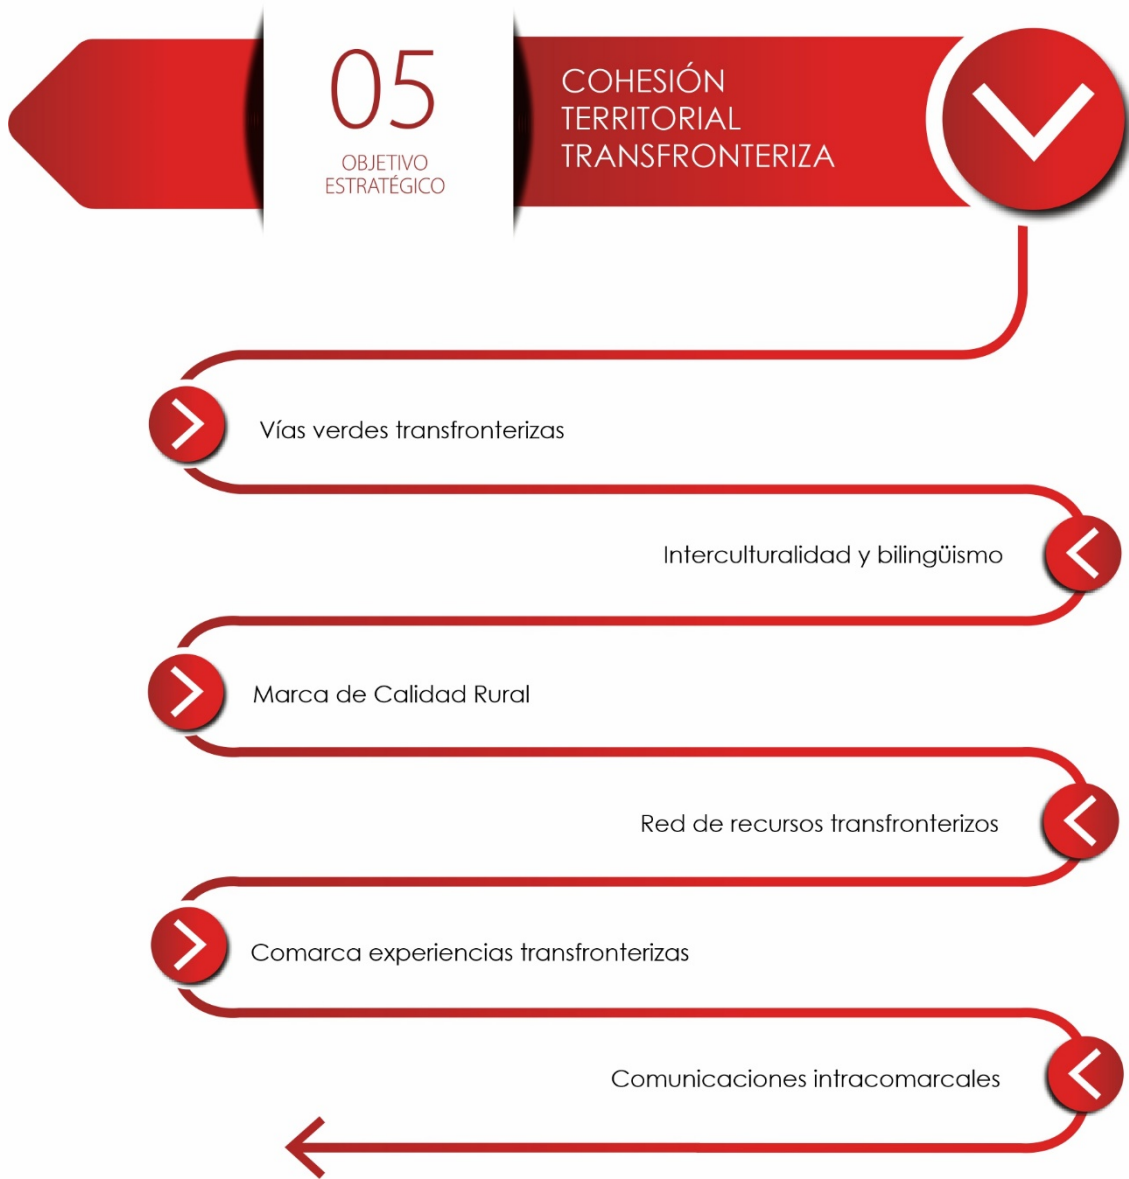 05
OBJETIVO
ESTRATÉGICO
COHESIÓN
TERRITORIAL
TRANSFRONTERIZA
Vías verdes transfronterizas
Interculturalidad y bilingüismo
Marca de Calidad Rural
Red de recursos transfronterizos
Comarca experiencias transfronterizas
Comunicaciones intracomarcales